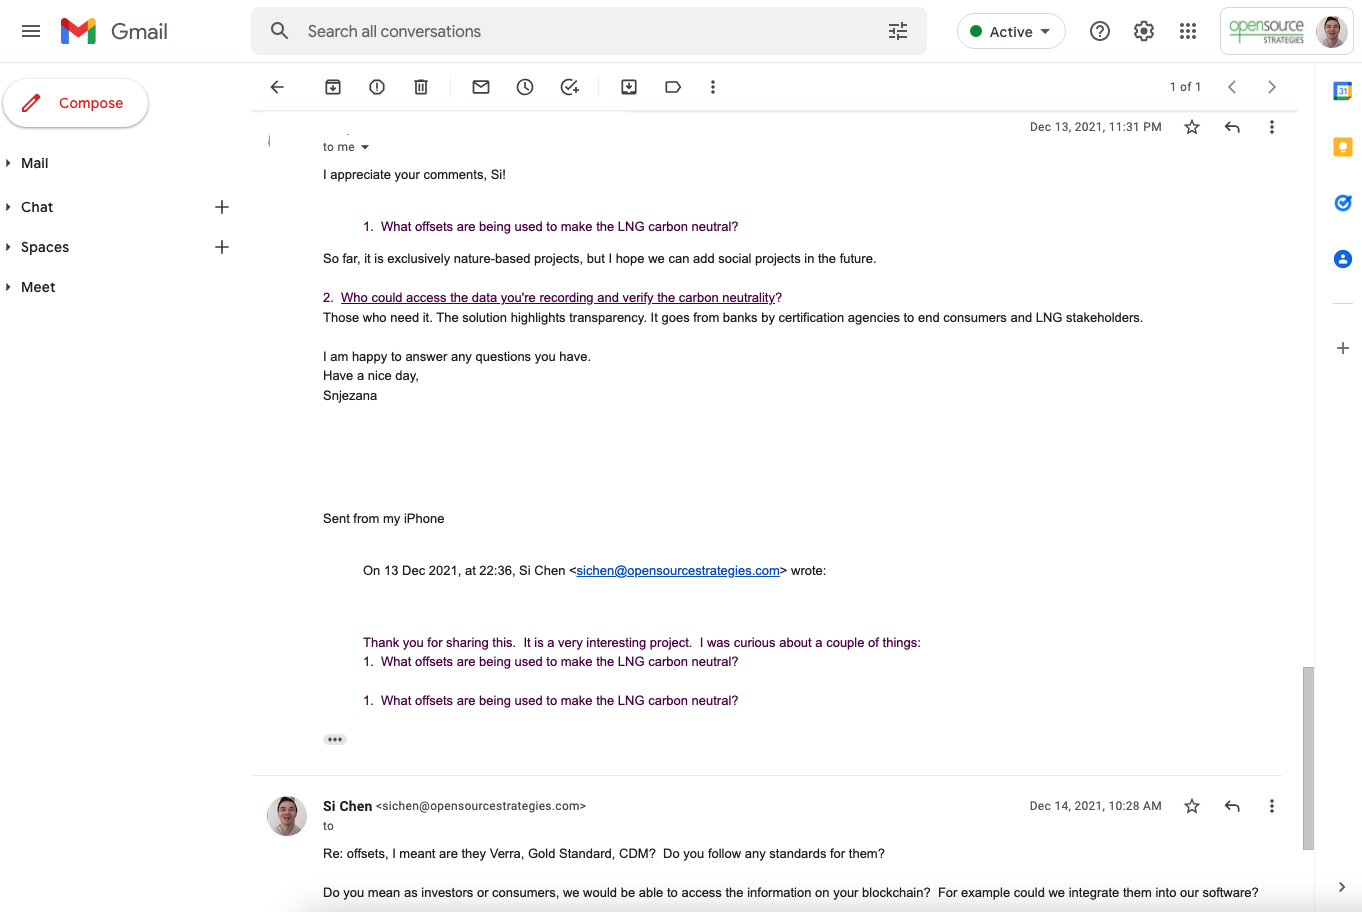 Gmail
Search all conversations
Active
opensource
STRATEGIES
Compose
1 of 1
31
Mail
Chat
Spaces
Meet
Dec 13, 2021, 11:31 PM
to me
I appreciate your comments, Si!
1. What offsets are being used to make the LNG carbon neutral?
So far, it is exclusively nature-based projects, but I hope we can add social projects in the future.
2. Who could access the data you're recording and verify the carbon neutrality?
Those who need it. The solution highlights transparency. It goes from banks by certification agencies to end consumers and LNG stakeholders.
I am happy to answer any questions you have.
Have a nice day,
Snjezana
Sent from my iPhone
On 13 Dec 2021, at 22:36, Si Chen <sichen@opensourcestrategies.com> wrote:
Thank you for sharing this. It is a very interesting project. I was curious about a couple of things:
1. What offsets are being used to make the LNG carbon neutral?
1. What offsets are being used to make the LNG carbon neutral?
Si Chen <sichen@opensourcestrategies.com>
Dec 14, 2021, 10:28 AM
to
Re: offsets, I meant are they Verra, Gold Standard, CDM? Do you follow any standards for them?
Do you mean as investors or consumers, we would be able to access the information on your blockchain? For example could we integrate them into our software?